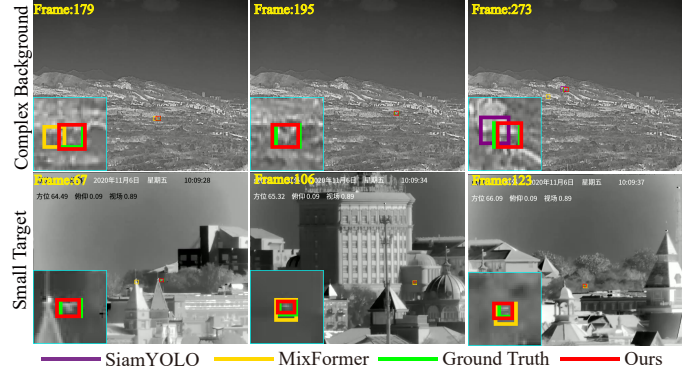 Complex Background
Frame:179
Frame:195
Frame:273
Small Target
Frame:67
2020年11月6日 星期五 10:09:28
方位 64.49 俯仰 0.09 视场 0.89
Frame:106
2020年11月6日 星期五 10:09:34
方位 65.32 俯仰 0.09 视场 0.89
Frame:123
2020年11月6日 星期五 10:09:37
方位 66.09 俯仰 0.09 视场 0.89
SiamYOLO
MixFormer
Ground Truth
Ours